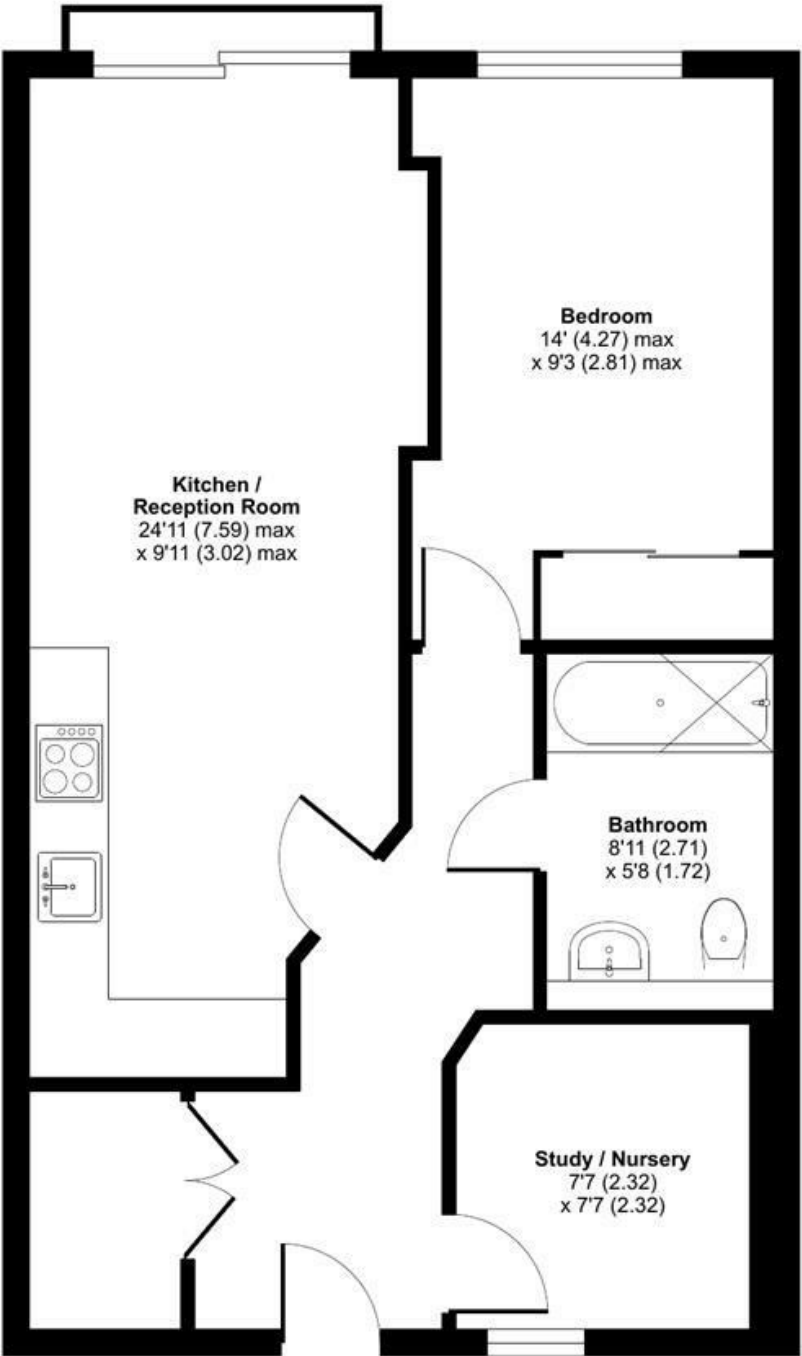 Bedroom
14' (4.27) max
x 9'3 (2.81) max
Kitchen /
Reception Room
24'11 (7.59) max
x 9'11 (3.02) max
Bathroom
8'11 (2.71)
x 5'8 (1.72)
Study / Nursery
7'7 (2.32)
x 7'7 (2.32)